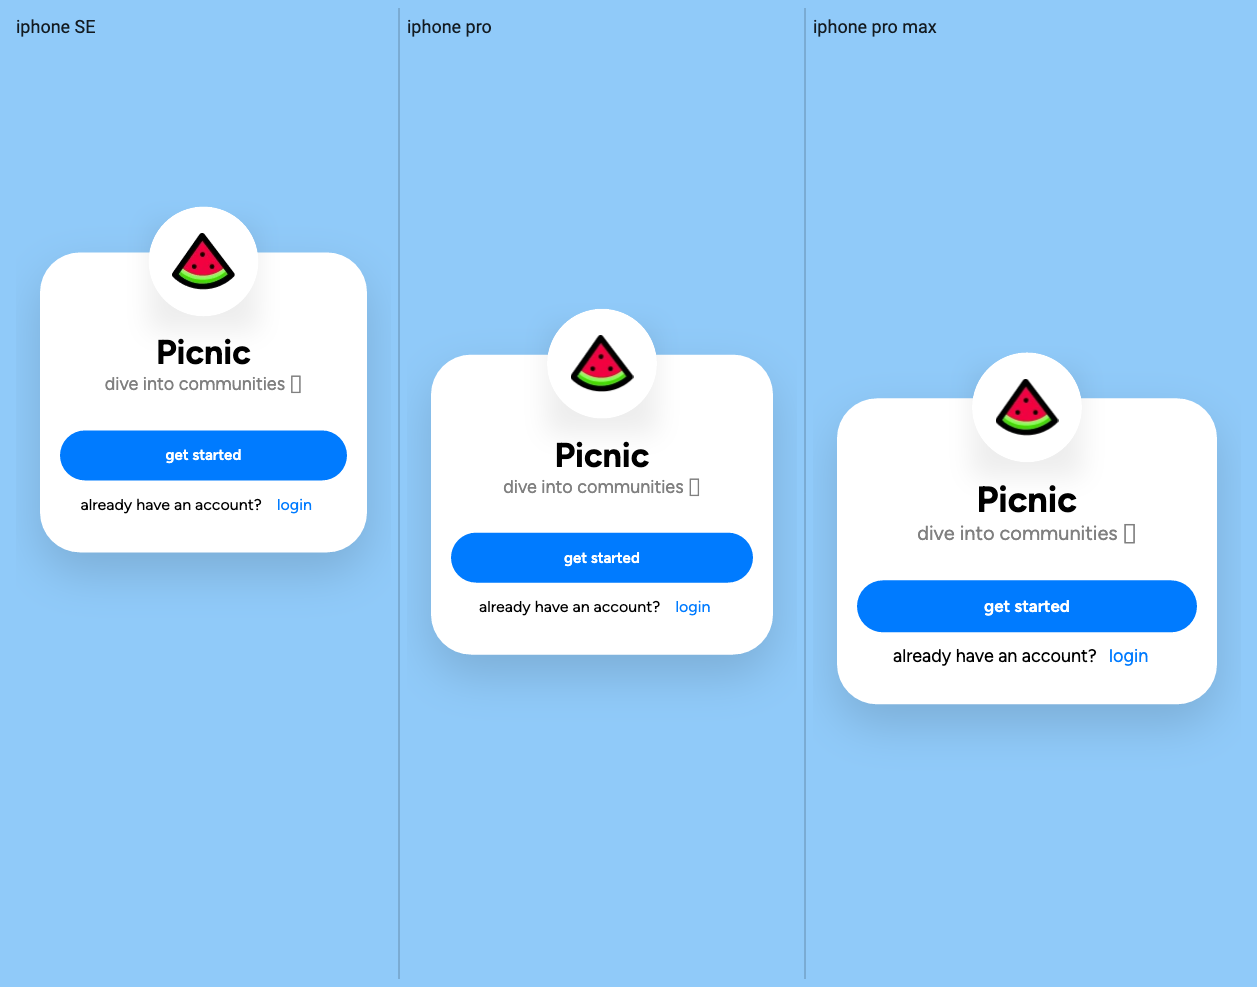 iphone SE
Picnic
dive into communities
get started
already have an account? login
iphone pro
Picnic
dive into communities
get started
already have an account? login
iphone pro max
Picnic
dive into communities
get started
already have an account? login